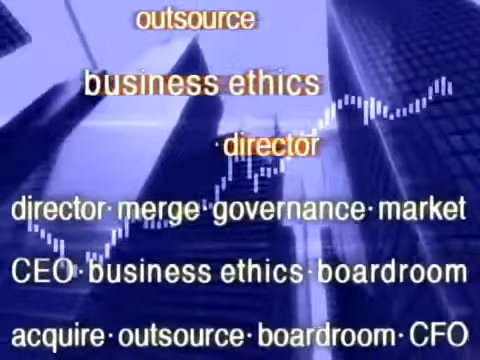 outsource
business ethics
·director
director·merge·governance·market
CEO·business ethics·boardroom
acquire·outsource·boardroom·CFO